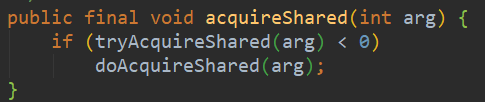 public final void acquireShared(int arg) {
    if (tryAcquireShared(arg) < 0)
        doAcquireShared(arg);
}